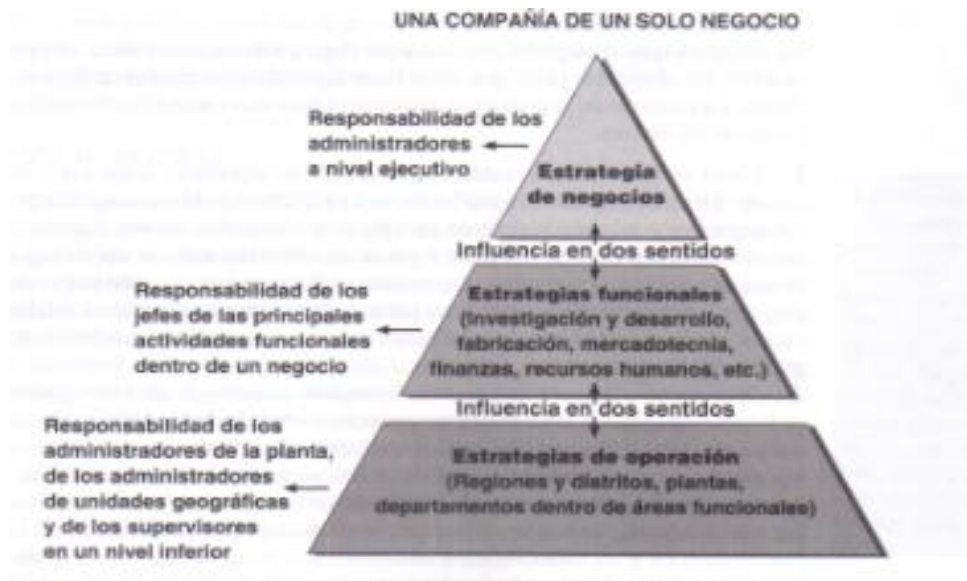 UNA COMPAÑÍA DE UN SOLO NEGOCIO
Responsabilidad de los
administradores
a nivel ejecutivo
Estrategia
de negocios
Influencia en dos sentidos
Responsabilidad de los
jefes de las principales
actividades funcionales
dentro de un negocio
Estrategias funcionales
(Investigación y desarrollo,
fabricación, mercadotecnia,
finanzas, recursos humanos, etc.)
Influencia en dos sentidos
Responsabilidad de los
administradores de la planta,
de los administradores
de unidades geográficas
y de los supervisores
en un nivel inferior
Estrategias de operación
(Regiones y distritos, plantas,
departamentos dentro de áreas funcionales)